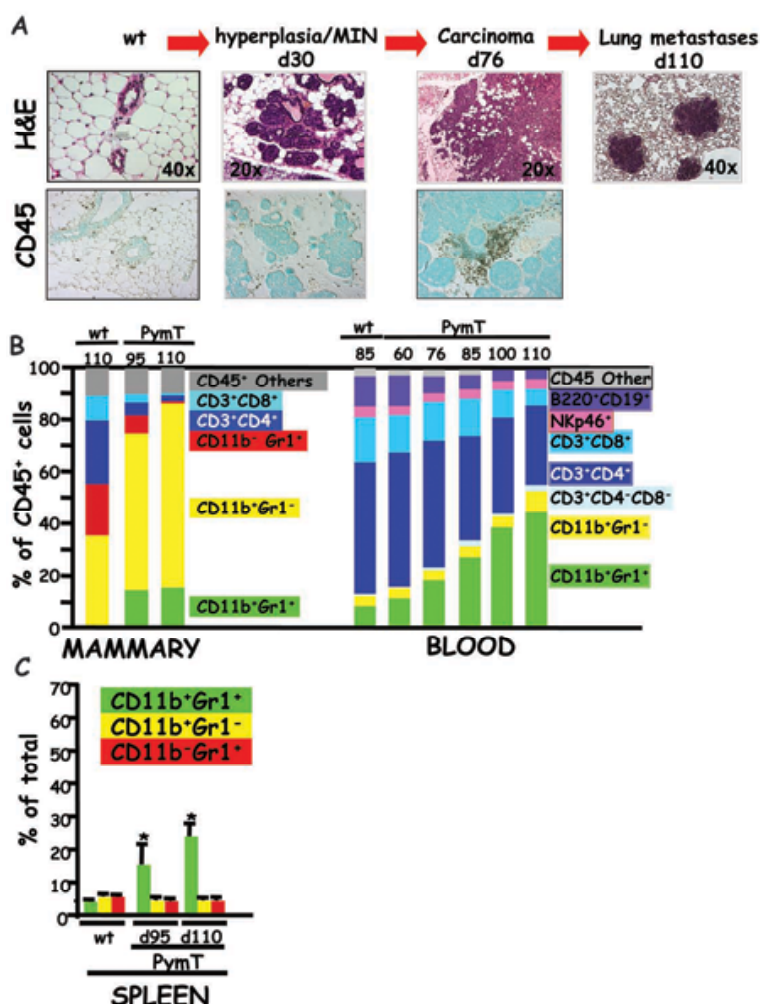 A
wt
hyperplasia/MIN
d30
Carcinoma
d76
Lung metastases
d110
H&E
40x
20x
20x
40x
CD45
B
wt
PymT
110
95
110
wt
PymT
85
60
76
85
100
110
% of CD45⁺ cells
100
80
60
40
20
0
CD45⁺ Others
CD3⁺CD8⁺
CD3⁺CD4⁺
CD11b⁻ Gr1⁺
CD11b⁺Gr1⁻
CD11b⁺Gr1⁺
CD45 Other
B220⁺CD19⁺
NKp46⁺
CD3⁺CD8⁺
CD3⁺CD4⁺
CD3⁺CD4⁻CD8⁻
CD11b⁺Gr1⁻
CD11b⁺Gr1⁺
MAMMARY
BLOOD
C
% of total
70
60
50
40
30
20
10
0
CD11b⁺Gr1⁺
CD11b⁺Gr1⁻
CD11b⁻Gr1⁺
*
*
wt
d95
d110
PymT
SPLEEN